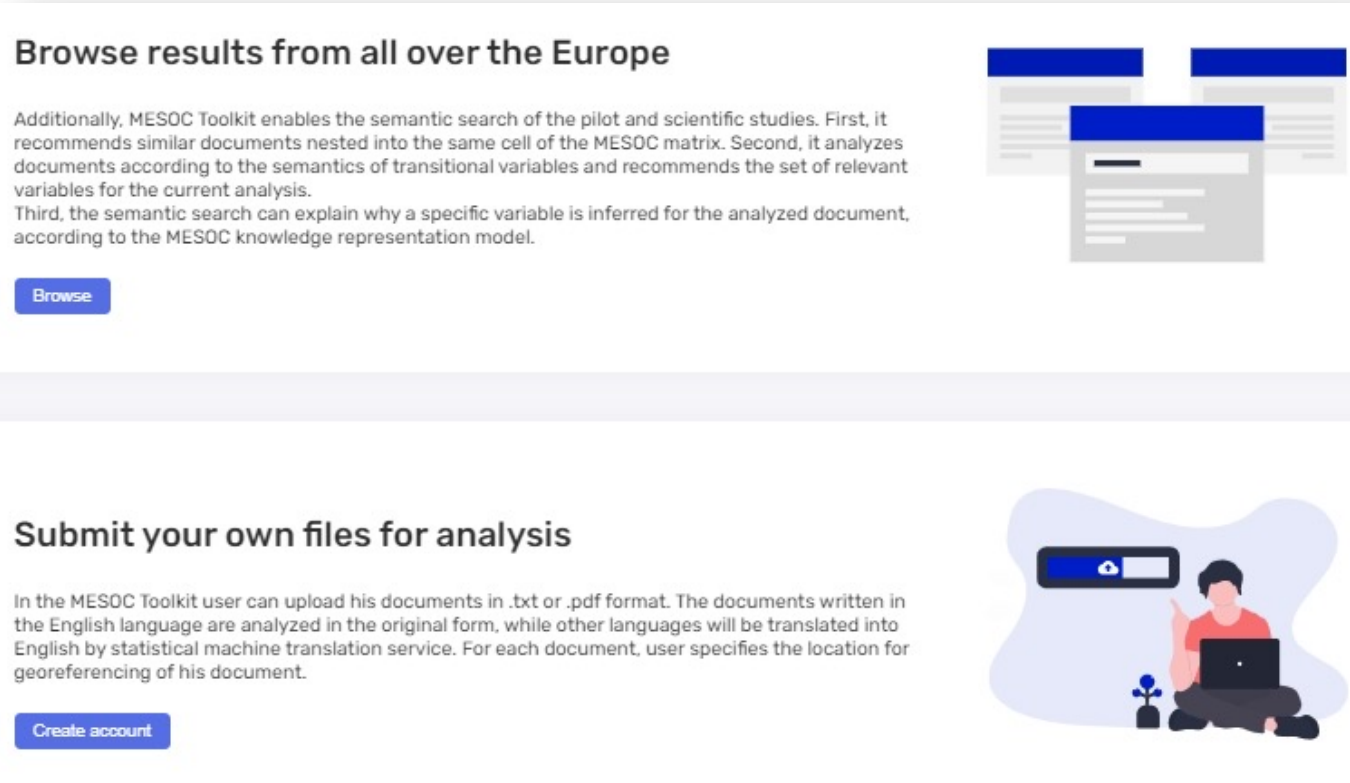 Browse results from all over the Europe
Additionally, MESOC Toolkit enables the semantic search of the pilot and scientific studies. First, it
recommends similar documents nested into the same cell of the MESOC matrix. Second, it analyzes
documents according to the semantics of transitional variables and recommends the set of relevant
variables for the current analysis.
Third, the semantic search can explain why a specific variable is inferred for the analyzed document,
according to the MESOC knowledge representation model.
Browse
Submit your own files for analysis
In the MESOC Toolkit user can upload his documents in .txt or .pdf format. The documents written in
the English language are analyzed in the original form, while other languages will be translated into
English by statistical machine translation service. For each document, user specifies the location for
georeferencing of his document.
Create account